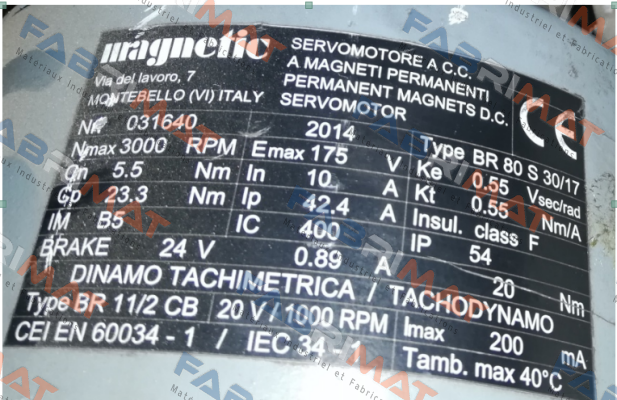 magnetic
Via del lavoro, 7
MONTEBELLO (VI) ITALY
SERVOMOTORE A C.C.
A MAGNETI PERMANENTI
PERMANENT MAGNETS D.C.
SERVOMOTOR
CE
Nr 031640 2014 Type BR 80 S 30/17
Nmax 3000 RPM Emax 175 V Ke 0.55 Vsec/rad
Cn 5.5 Nm In 10 A Kt 0.55 Nm/A
Cp 23.3 Nm Ip 42.4 A Insul. class F
IM B5 IC 400 IP 54
BRAKE 24 V 0.89 A 20 Nm
DINAMO TACHIMETRICA / TACHODYNAMO
Type BR 11/2 CB 20 V / 1000 RPM Imax 200 mA
CEI EN 60034 - 1 / IEC 34 - 1 Tamb. max 40°C
FABRIMAT
Matériaux Industriel et Fabrication